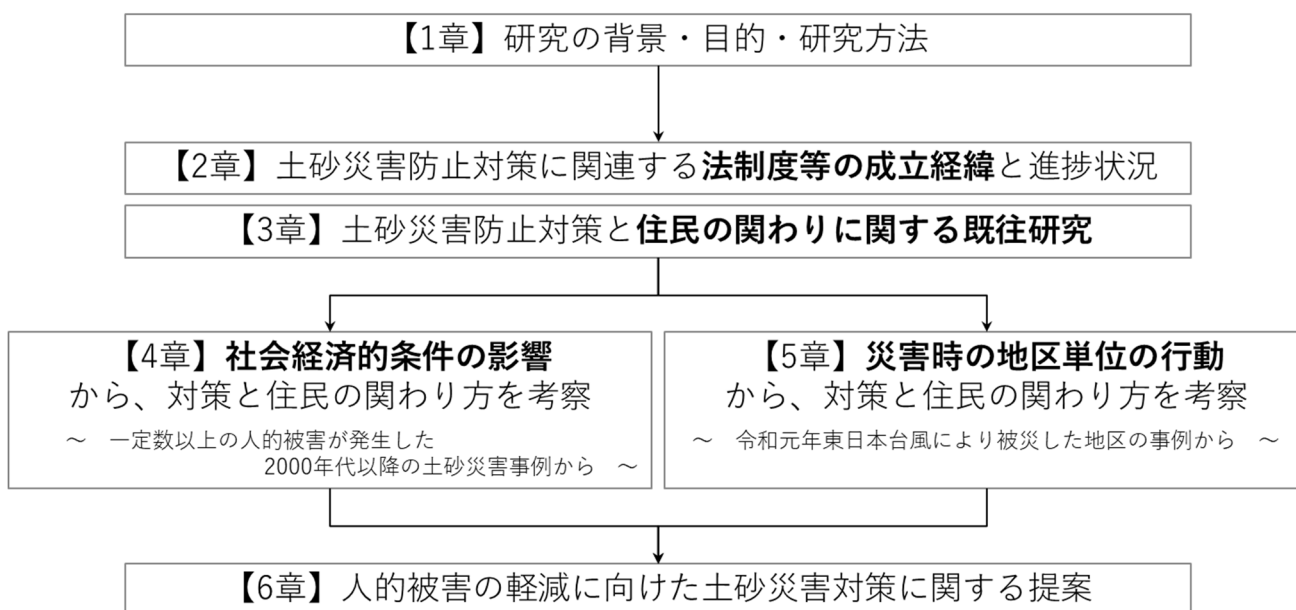 【1章】研究の背景・目的・研究方法
【2章】土砂災害防止対策に関連する法制度等の成立経緯と進捗状況
【3章】土砂災害防止対策と住民の関わりに関する既往研究
【4章】社会経済的条件の影響
から、対策と住民の関わり方を考察
～ 一定数以上の人的被害が発生した
2000年代以降の土砂災害事例から ～
【5章】災害時の地区単位の行動
から、対策と住民の関わり方を考察
～ 令和元年東日本台風により被災した地区の事例から ～
【6章】人的被害の軽減に向けた土砂災害対策に関する提案